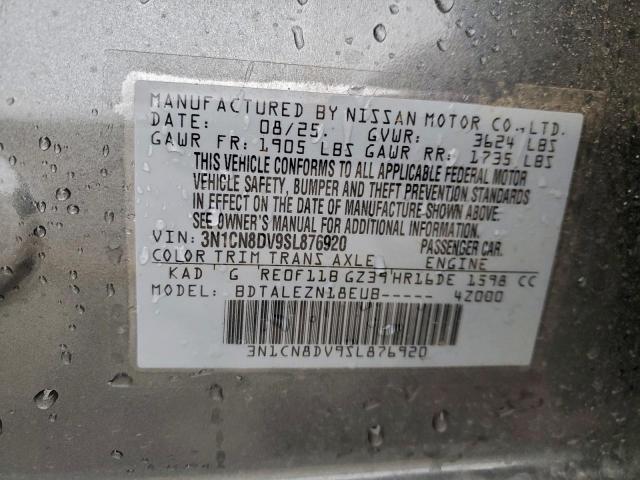 MANUFACTURED BY NISSAN MOTOR CO., LTD.
DATE: 08/25. GVWR: 3624 LBS
GAWR FR: 1905 LBS GAWR RR: 1735 LBS
THIS VEHICLE CONFORMS TO ALL APPLICABLE FEDERAL MOTOR
VEHICLE SAFETY, BUMPER AND THEFT PREVENTION STANDARDS
IN EFFECT ON THE DATE OF MANUFACTURE SHOWN ABOVE.
SEE OWNER'S MANUAL FOR ADDITIONAL INFORMATION
VIN: 3N1CN8DV9SL876920 PASSENGER CAR.
COLOR TRIM TRANS AXLE ENGINE
KAD G RE0F11B GZ39 HR16DE 1598 CC
MODEL: BDTALEZN18EUB----- 4Z000
3N1CN8DV9SL876920